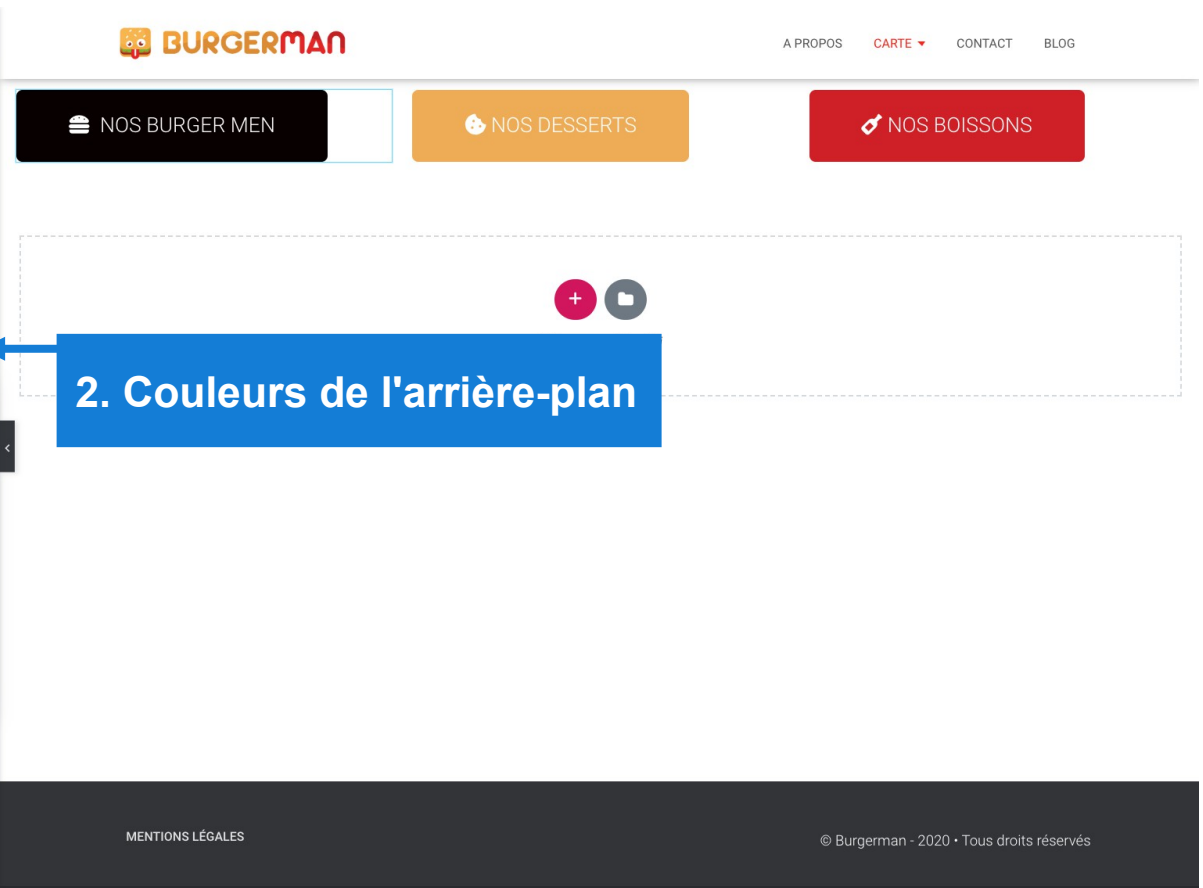 BURGERMAN
A PROPOS CARTE CONTACT BLOG
NOS BURGER MEN NOS DESSERTS NOS BOISSONS
2. Couleurs de l'arrière-plan
MENTIONS LÉGALES © Burgerman - 2020 • Tous droits réservés